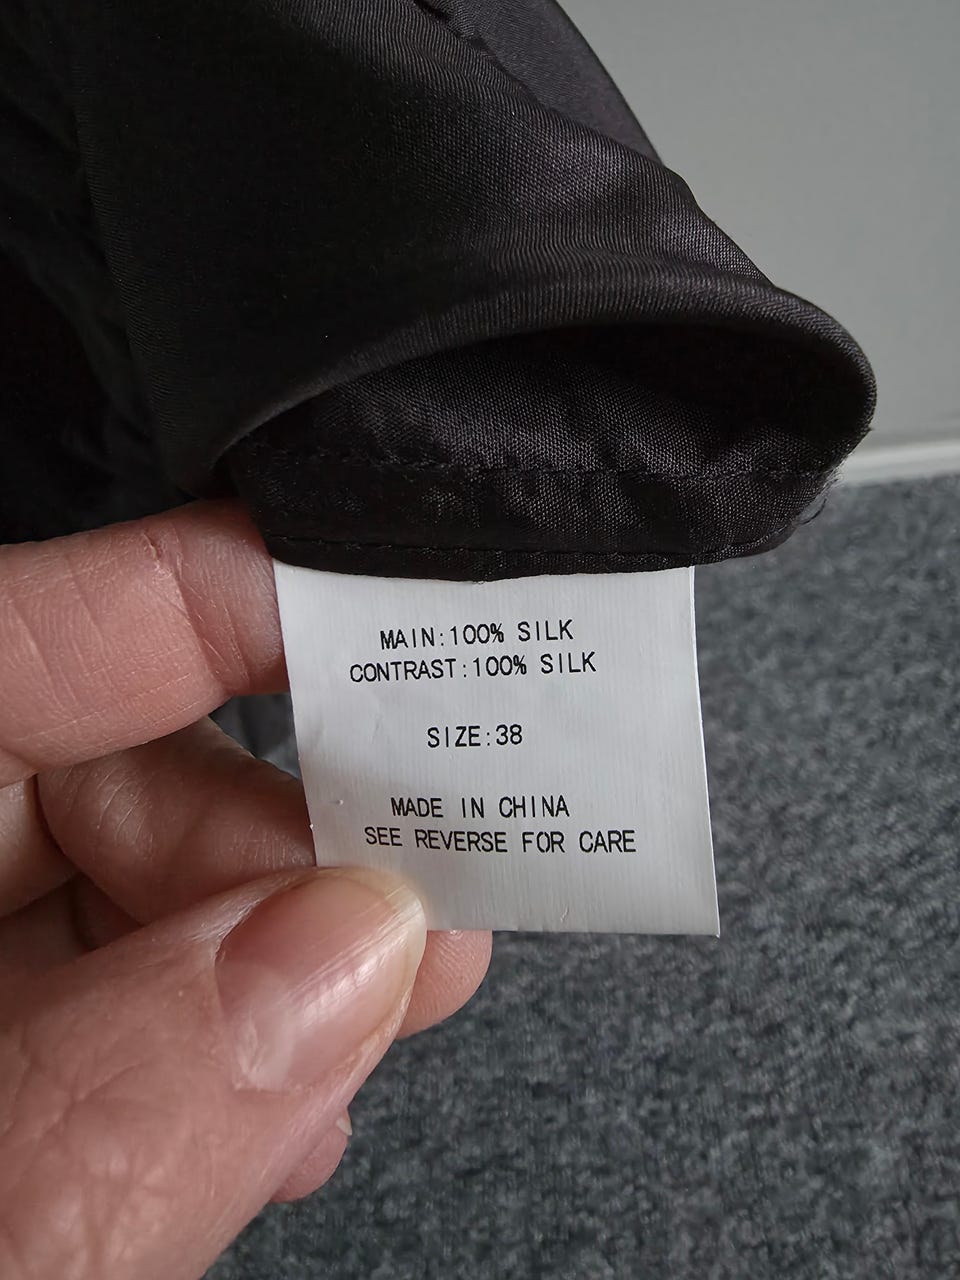 MAIN:100% SILK
CONTRAST:100% SILK
SIZE:38
MADE IN CHINA
SEE REVERSE FOR CARE